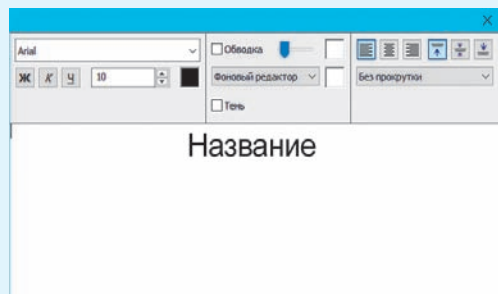 Arial
Обводка
Ж К Ч 10
Фоновый редактор
Без прокрутки
Тень
Название